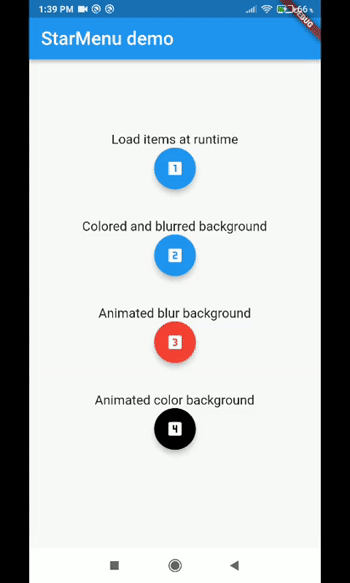 1:39 PM 66%
DEBUG
StarMenu demo
Load items at runtime
1
Colored and blurred background
2
Animated blur background
3
Animated color background
4